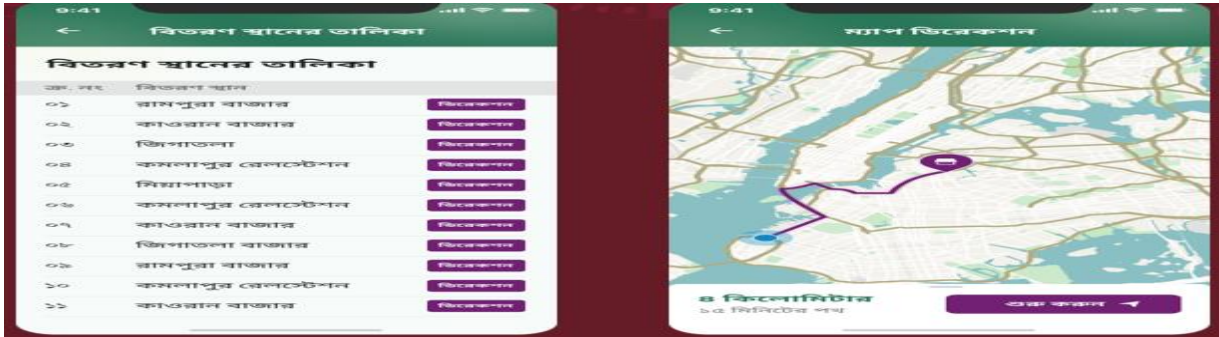 9:41
বিতরণ স্থানের তালিকা
বিতরণ স্থানের তালিকা
ক্র. নং বিতরণ স্থান
০১ রামপুরা বাজার ডিরেকশন
০২ কাওরান বাজার ডিরেকশন
০৩ জিগাতলা ডিরেকশন
০৪ কমলাপুর রেলস্টেশন ডিরেকশন
০৫ মিয়াপাড়া ডিরেকশন
০৬ কমলাপুর রেলস্টেশন ডিরেকশন
০৭ কাওরান বাজার ডিরেকশন
০৮ জিগাতলা বাজার ডিরেকশন
০৯ রামপুরা বাজার ডিরেকশন
১০ কমলাপুর রেলস্টেশন ডিরেকশন
১১ কাওরান বাজার ডিরেকশন
9:41
ম্যাপ ডিরেকশন
৪ কিলোমিটার
১৫ মিনিটের পথ
শুরু করুন